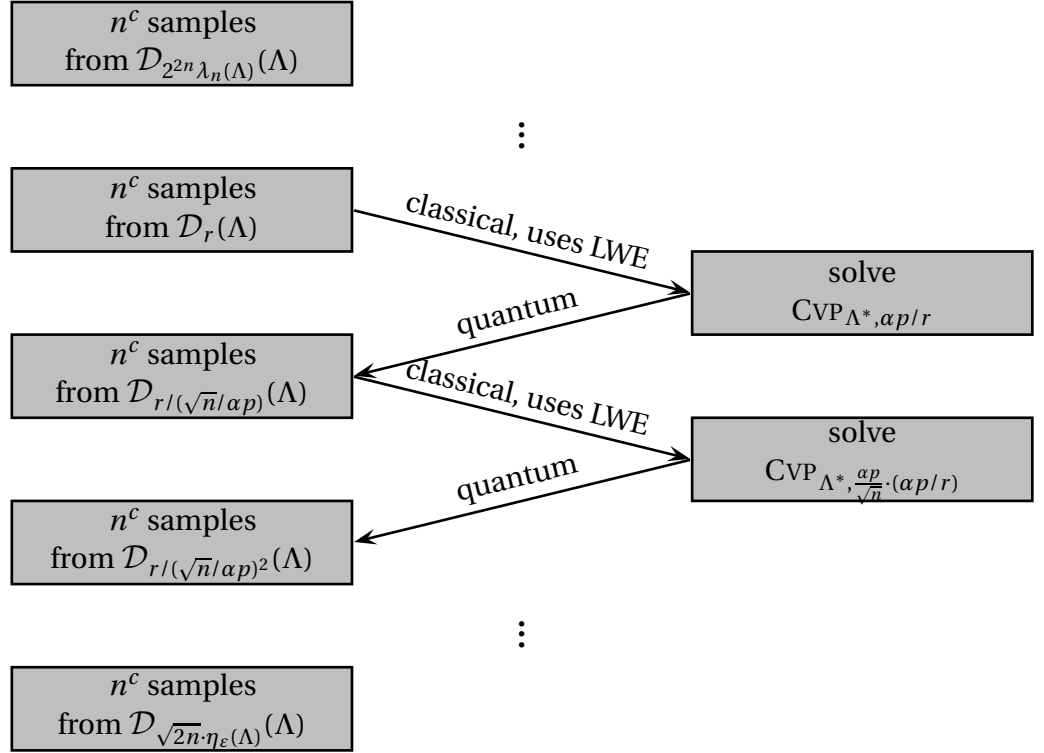 n^c samples
from 𝒟_{2^{2n}λ_n(Λ)}(Λ)
⋮
n^c samples
from 𝒟_r(Λ)
classical, uses LWE
solve
CVP_{Λ*,αp/r}
quantum
n^c samples
from 𝒟_{r/(√n/αp)}(Λ)
classical, uses LWE
solve
CVP_{Λ*,\frac{αp}{√n}·(αp/r)}
quantum
n^c samples
from 𝒟_{r/(√n/αp)^2}(Λ)
⋮
n^c samples
from 𝒟_{√{2n}·η_ε(Λ)}(Λ)